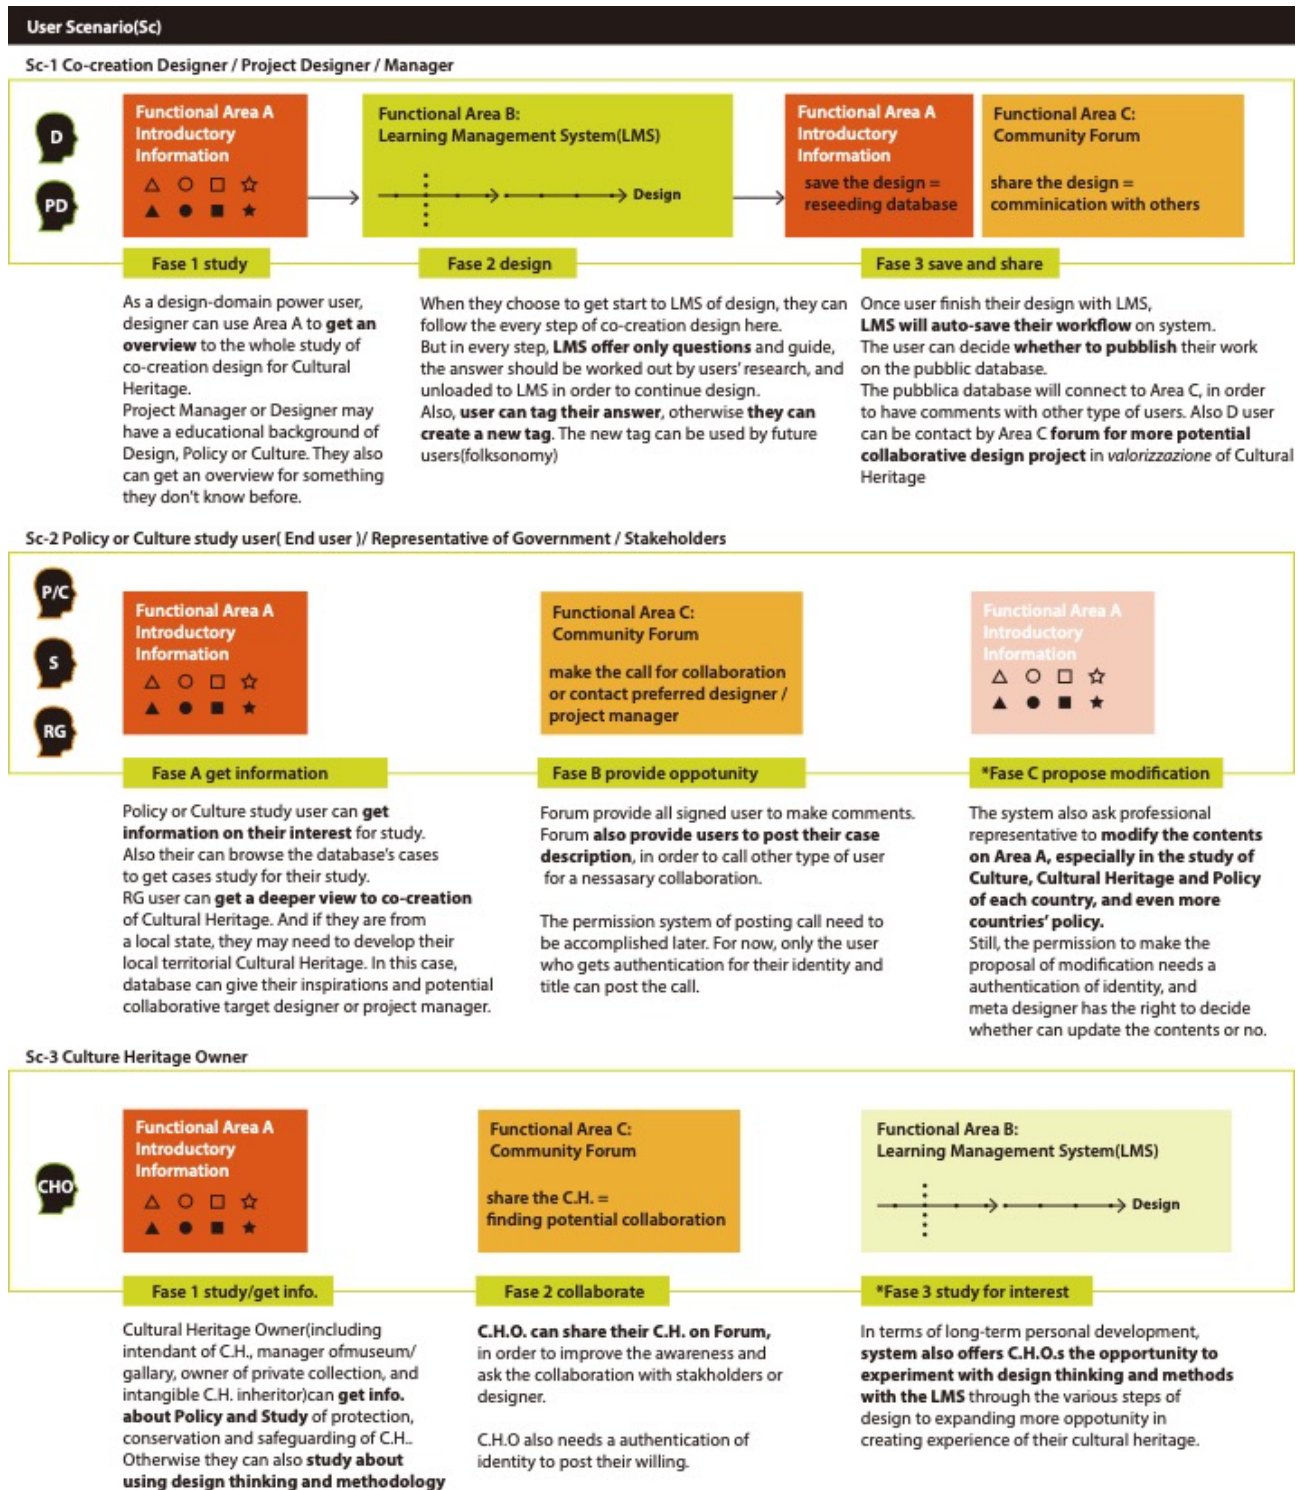 User Scenario(Sc)
Sc-1 Co-creation Designer / Project Designer / Manager
D
PD
Functional Area A
Introductory
Information
Functional Area B:
Learning Management System(LMS)
Design
Functional Area A
Introductory
Information
save the design =
reseeding database
Functional Area C:
Community Forum
share the design =
comminication with others
Fase 1 study
Fase 2 design
Fase 3 save and share
As a design-domain power user,
designer can use Area A to get an
overview to the whole study of
co-creation design for Cultural
Heritage.
Project Manager or Designer may
have a educational background of
Design, Policy or Culture. They also
can get an overview for something
they don't know before.
When they choose to get start to LMS of design, they can
follow the every step of co-creation design here.
But in every step, LMS offer only questions and guide,
the answer should be worked out by users' research, and
unloaded to LMS in order to continue design.
Also, user can tag their answer, otherwise they can
create a new tag. The new tag can be used by future
users(folksonomy)
Once user finish their design with LMS,
LMS will auto-save their workflow on system.
The user can decide whether to pubblish their work
on the pubblic database.
The pubblica database will connect to Area C, in order
to have comments with other type of users. Also D user
can be contact by Area C forum for more potential
collaborative design project in valorizzazione of Cultural
Heritage
Sc-2 Policy or Culture study user( End user )/ Representative of Government / Stakeholders
P/C
S
RG
Functional Area A
Introductory
Information
Functional Area C:
Community Forum
make the call for collaboration
or contact preferred designer /
project manager
Functional Area A
Introductory
Information
Fase A get information
Fase B provide oppotunity
*Fase C propose modification
Policy or Culture study user can get
information on their interest for study.
Also their can browse the database's cases
to get cases study for their study.
RG user can get a deeper view to co-creation
of Cultural Heritage. And if they are from
a local state, they may need to develop their
local territorial Cultural Heritage. In this case,
database can give their inspirations and potential
collaborative target designer or project manager.
Forum provide all signed user to make comments.
Forum also provide users to post their case
description, in order to call other type of user
for a nessasary collaboration.
The permission system of posting call need to
be accomplished later. For now, only the user
who gets authentication for their identity and
title can post the call.
The system also ask professional
representative to modify the contents
on Area A, especially in the study of
Culture, Cultural Heritage and Policy
of each country, and even more
countries' policy.
Still, the permission to make the
proposal of modification needs a
authentication of identity, and
meta designer has the right to decide
whether can update the contents or no.
Sc-3 Culture Heritage Owner
CHO
Functional Area A
Introductory
Information
Functional Area C:
Community Forum
share the C.H. =
finding potential collaboration
Functional Area B:
Learning Management System(LMS)
Design
Fase 1 study/get info.
Fase 2 collaborate
*Fase 3 study for interest
Cultural Heritage Owner(including
intendant of C.H., manager ofmuseum/
gallary, owner of private collection, and
intangible C.H. inheritor)can get info.
about Policy and Study of protection,
conservation and safeguarding of C.H..
Otherwise they can also study about
using design thinking and methodology
C.H.O. can share their C.H. on Forum,
in order to improve the awareness and
ask the collaboration with stakholders or
designer.
C.H.O also needs a authentication of
identity to post their willing.
In terms of long-term personal development,
system also offers C.H.O.s the opportunity to
experiment with design thinking and methods
with the LMS through the various steps of
design to expanding more oppotunity in
creating experience of their cultural heritage.